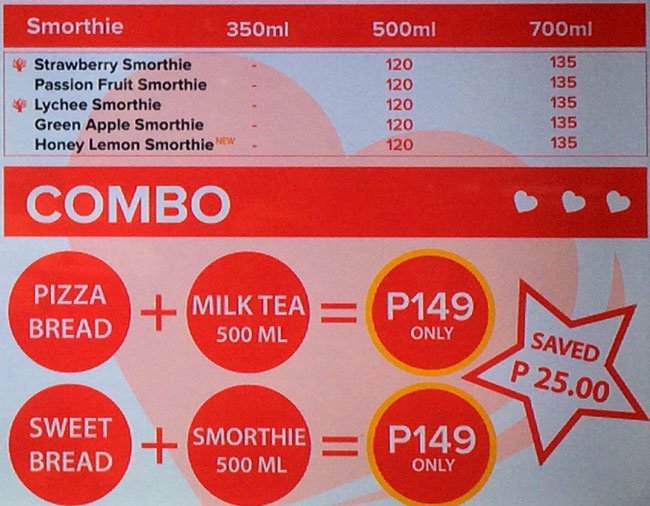 Smorthie 350ml 500ml 700ml
Strawberry Smorthie - 120 135
Passion Fruit Smorthie - 120 135
Lychee Smorthie - 120 135
Green Apple Smorthie - 120 135
Honey Lemon Smorthie NEW - 120 135
COMBO
PIZZA
BREAD
+
MILK TEA
500 ML
=
P149
ONLY
SAVED
P 25.00
SWEET
BREAD
+
SMORTHIE
500 ML
=
P149
ONLY